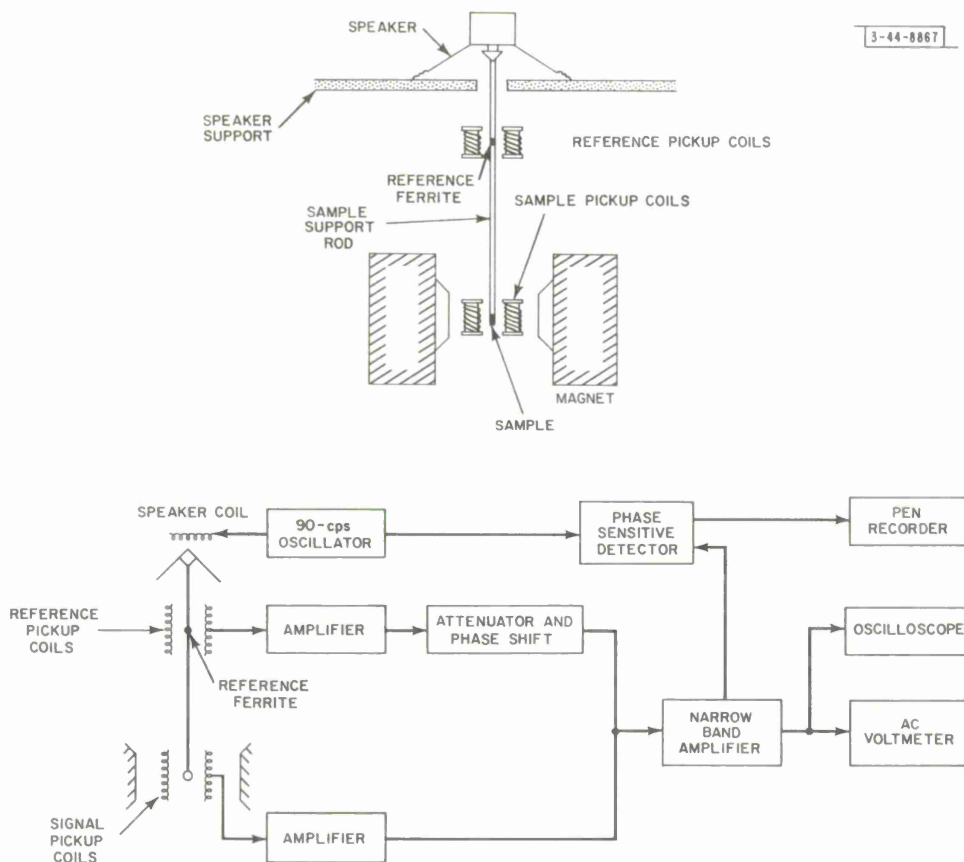 3-44-8867
SPEAKER
SPEAKER
SUPPORT
REFERENCE PICKUP COILS
REFERENCE
FERRITE
SAMPLE PICKUP COILS
SAMPLE
SUPPORT
ROD
MAGNET
SAMPLE
SPEAKER COIL
90-cps
OSCILLATOR
PHASE
SENSITIVE
DETECTOR
PEN
RECORDER
REFERENCE
PICKUP
COILS
AMPLIFIER
ATTENUATOR AND
PHASE SHIFT
OSCILLOSCOPE
REFERENCE
FERRITE
NARROW
BAND
AMPLIFIER
AC
VOLTMETER
SIGNAL
PICKUP
COILS
AMPLIFIER